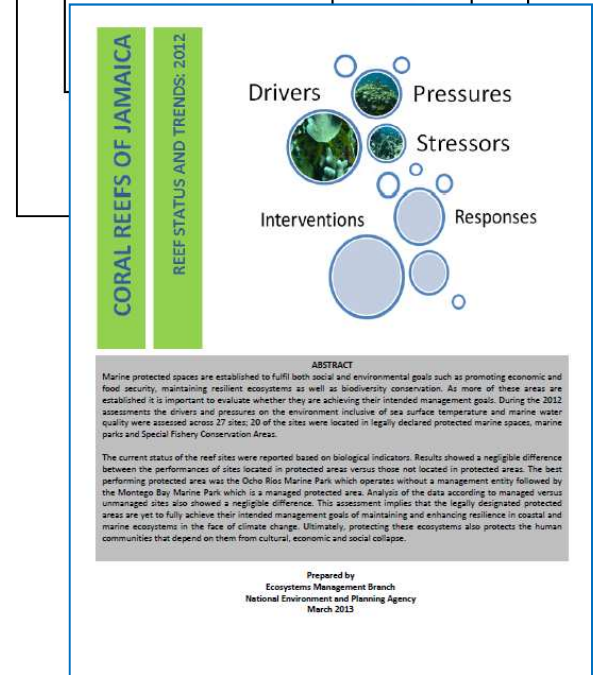 CORAL REEFS OF JAMAICA
REEF STATUS AND TRENDS: 2012
Drivers
Pressures
Stressors
Interventions
Responses
ABSTRACT
Marine protected spaces are established to fulfil both social and environmental goals such as promoting economic and
food security, maintaining resilient ecosystems as well as biodiversity conservation. As more of these areas are
established it is important to evaluate whether they are achieving their intended management goals. During the 2012
assessments the drivers and pressures on the environment inclusive of sea surface temperature and marine water
quality were assessed across 27 sites; 20 of the sites were located in legally declared protected marine spaces, marine
parks and Special Fishery Conservation Areas.
The current status of the reef sites were reported based on biological indicators. Results showed a negligible difference
between the performances of sites located in protected areas versus those not located in protected areas. The best
performing protected area was the Ocho Rios Marine Park which operates without a management entity followed by
the Montego Bay Marine Park which is a managed protected area. Analysis of the data according to managed versus
unmanaged sites also showed a negligible difference. This assessment implies that the legally designated protected
areas are yet to fully achieve their intended management goals of maintaining and enhancing resilience in coastal and
marine ecosystems in the face of climate change. Ultimately, protecting these ecosystems also protects the human
communities that depend on them from cultural, economic and social collapse.
Prepared by
Ecosystems Management Branch
National Environment and Planning Agency
March 2013